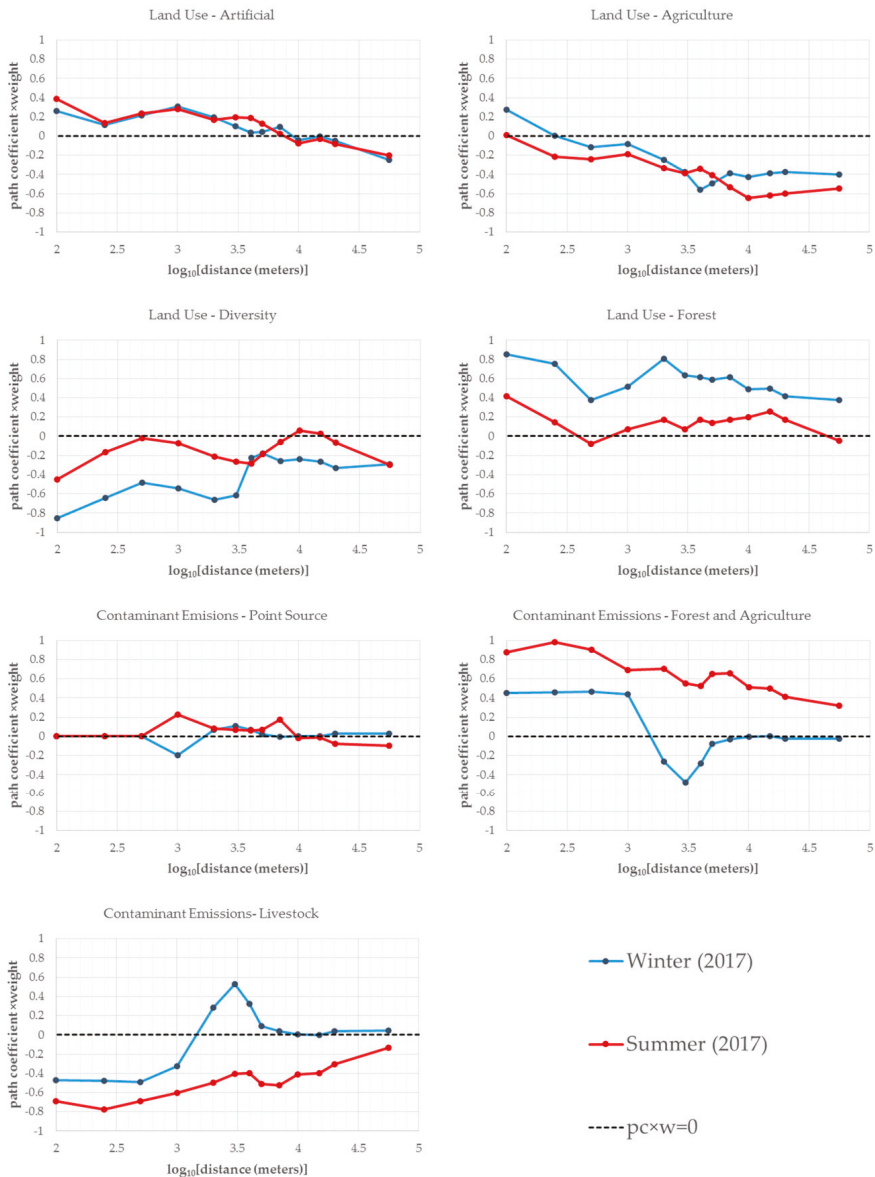 Land Use - Artificial
1
0.8
0.6
0.4
0.2
0
-0.2
-0.4
-0.6
-0.8
-1
path coefficient ×weight
2 2.5 3 3.5 4 4.5 5
log10[distance (meters)]
Land Use - Agriculture
1
0.8
0.6
0.4
0.2
0
-0.2
-0.4
-0.6
-0.8
-1
path coefficient ×weight
2 2.5 3 3.5 4 4.5 5
log10[distance (meters)]
Land Use - Diversity
1
0.8
0.6
0.4
0.2
0
-0.2
-0.4
-0.6
-0.8
-1
path coefficient ×weight
2 2.5 3 3.5 4 4.5 5
log10[distance (meters)]
Land Use - Forest
1
0.8
0.6
0.4
0.2
0
-0.2
-0.4
-0.6
-0.8
-1
path coefficient ×weight
2 2.5 3 3.5 4 4.5 5
log10[distance (meters)]
Contaminant Emisions - Point Source
1
0.8
0.6
0.4
0.2
0
-0.2
-0.4
-0.6
-0.8
-1
path coefficient ×weight
2 2.5 3 3.5 4 4.5 5
log10[distance (meters)]
Contaminant Emissions - Forest and Agriculture
1
0.8
0.6
0.4
0.2
0
-0.2
-0.4
-0.6
-0.8
-1
path coefficient ×weight
2 2.5 3 3.5 4 4.5 5
log10[distance (meters)]
Contaminant Emissions- Livestock
1
0.8
0.6
0.4
0.2
0
-0.2
-0.4
-0.6
-0.8
-1
path coefficient ×weight
2 2.5 3 3.5 4 4.5 5
log10[distance (meters)]
Winter (2017)
Summer (2017)
pc×w=0